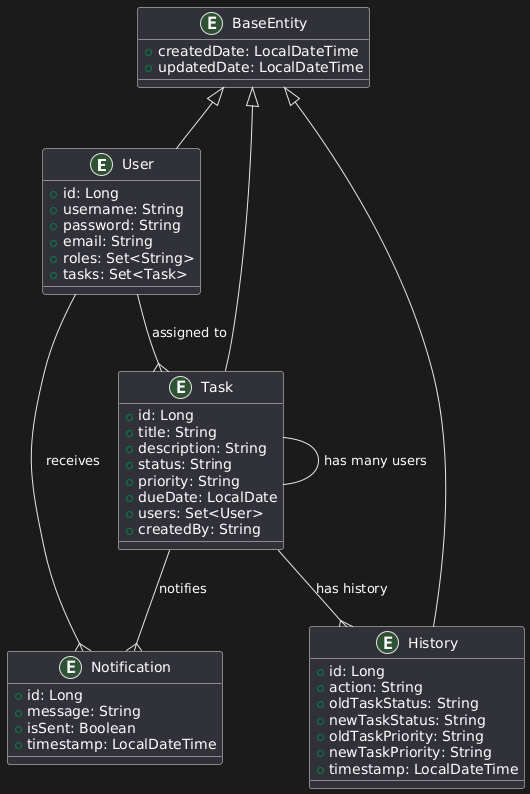 E BaseEntity
createdDate: LocalDateTime
updatedDate: LocalDateTime
E User
id: Long
username: String
password: String
email: String
roles: Set<String>
tasks: Set<Task>
assigned to
E Task
id: Long
title: String
description: String
status: String
priority: String
dueDate: LocalDate
users: Set<User>
createdBy: String
receives
has many users
notifies
has history
E Notification
id: Long
message: String
isSent: Boolean
timestamp: LocalDateTime
E History
id: Long
action: String
oldTaskStatus: String
newTaskStatus: String
oldTaskPriority: String
newTaskPriority: String
timestamp: LocalDateTime